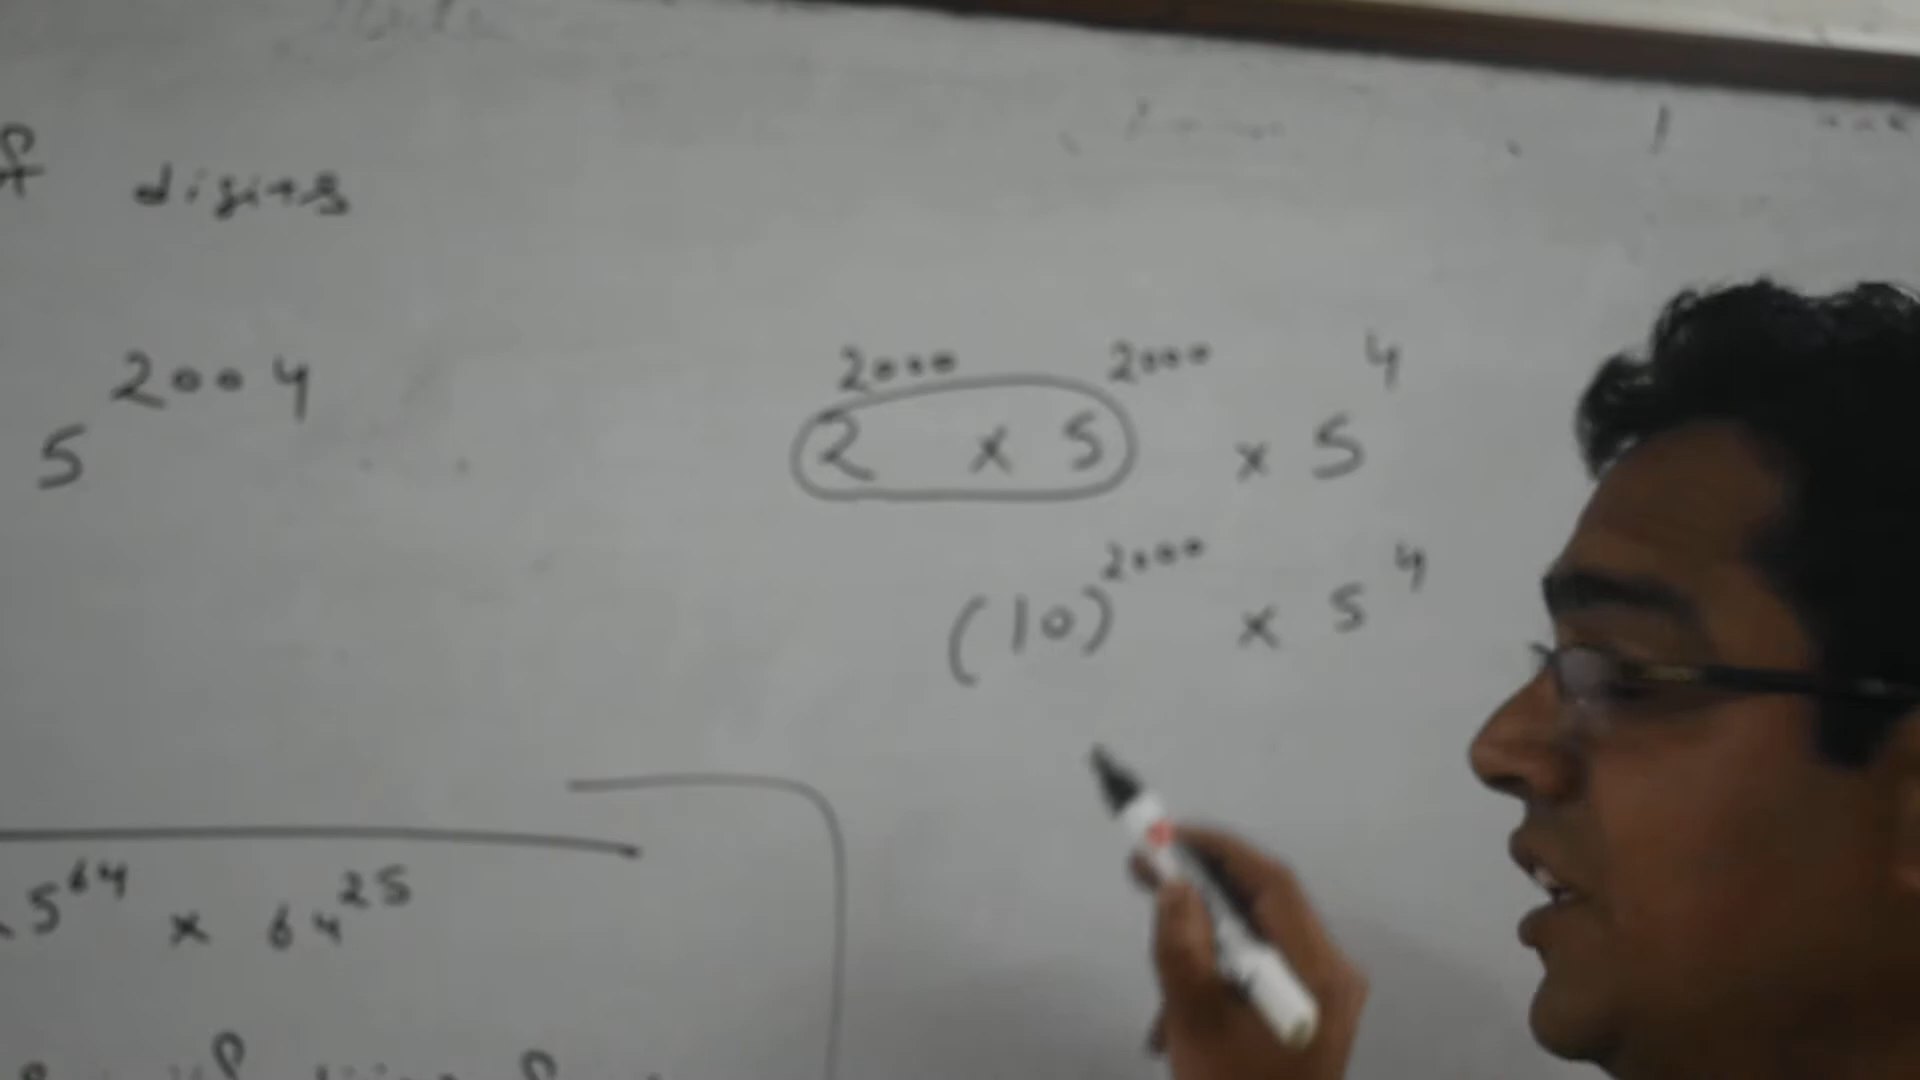 digits
5^2004
2^2000 x 5^2000 x 5^4
(10)^2000 x 5^4
5^64 x 64^25